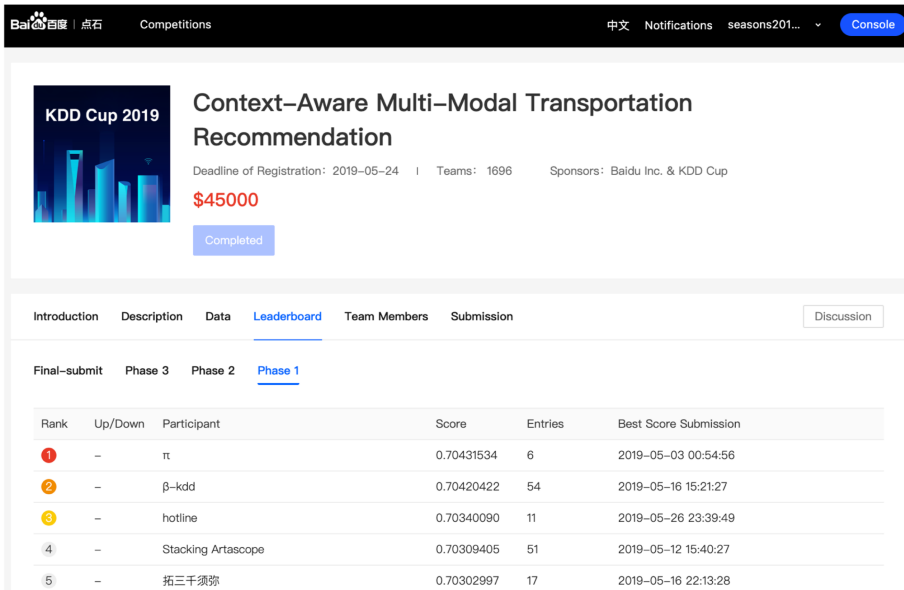 Bai du 百度 | 点石 Competitions 中文 Notifications seasons201... Console
KDD Cup 2019
Context-Aware Multi-Modal Transportation
Recommendation
Deadline of Registration: 2019-05-24 | Teams: 1696 Sponsors: Baidu Inc. & KDD Cup
$45000
Completed
Introduction Description Data Leaderboard Team Members Submission Discussion
Final-submit Phase 3 Phase 2 Phase 1
Rank Up/Down Participant Score Entries Best Score Submission
1 - π 0.70431534 6 2019-05-03 00:54:56
2 - β-kdd 0.70420422 54 2019-05-16 15:21:27
3 - hotline 0.70340090 11 2019-05-26 23:39:49
4 - Stacking Artascope 0.70309405 51 2019-05-12 15:40:27
5 - 拓三千须弥 0.70302997 17 2019-05-16 22:13:28